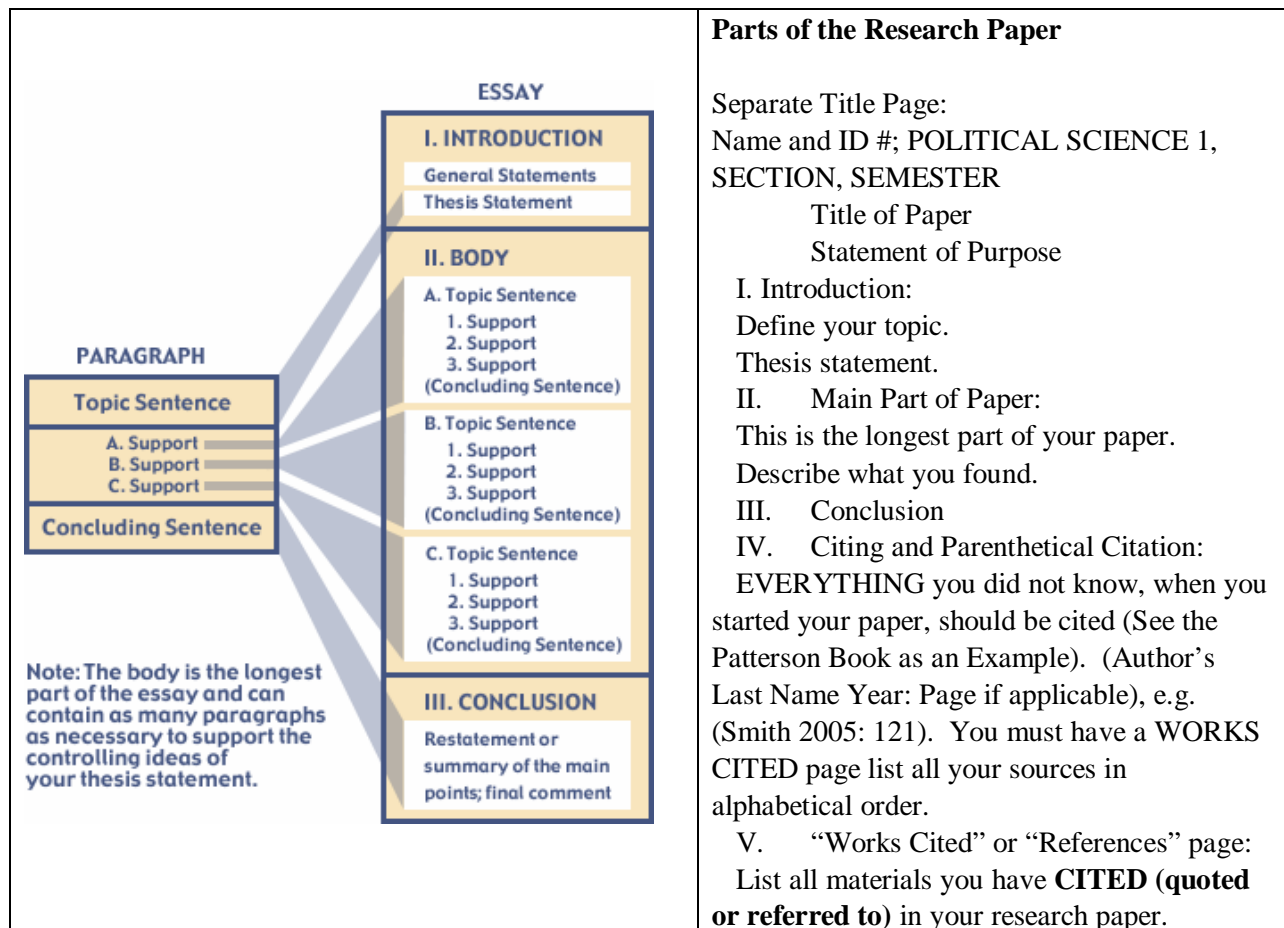 PARAGRAPH
Topic Sentence
A. Support
B. Support
C. Support
Concluding Sentence
Note: The body is the longest
part of the essay and can
contain as many paragraphs
as necessary to support the
controlling ideas of
your thesis statement.
ESSAY
I. INTRODUCTION
General Statements
Thesis Statement
II. BODY
A. Topic Sentence
1. Support
2. Support
3. Support
(Concluding Sentence)
B. Topic Sentence
1. Support
2. Support
3. Support
(Concluding Sentence)
C. Topic Sentence
1. Support
2. Support
3. Support
(Concluding Sentence)
III. CONCLUSION
Restatement or
summary of the main
points; final comment
Parts of the Research Paper
Separate Title Page:
Name and ID #; POLITICAL SCIENCE 1,
SECTION, SEMESTER
Title of Paper
Statement of Purpose
I. Introduction:
Define your topic.
Thesis statement.
II. Main Part of Paper:
This is the longest part of your paper.
Describe what you found.
III. Conclusion
IV. Citing and Parenthetical Citation:
EVERYTHING you did not know, when you
started your paper, should be cited (See the
Patterson Book as an Example). (Author’s
Last Name Year: Page if applicable), e.g.
(Smith 2005: 121). You must have a WORKS
CITED page list all your sources in
alphabetical order.
V. “Works Cited” or “References” page:
List all materials you have CITED (quoted
or referred to) in your research paper.